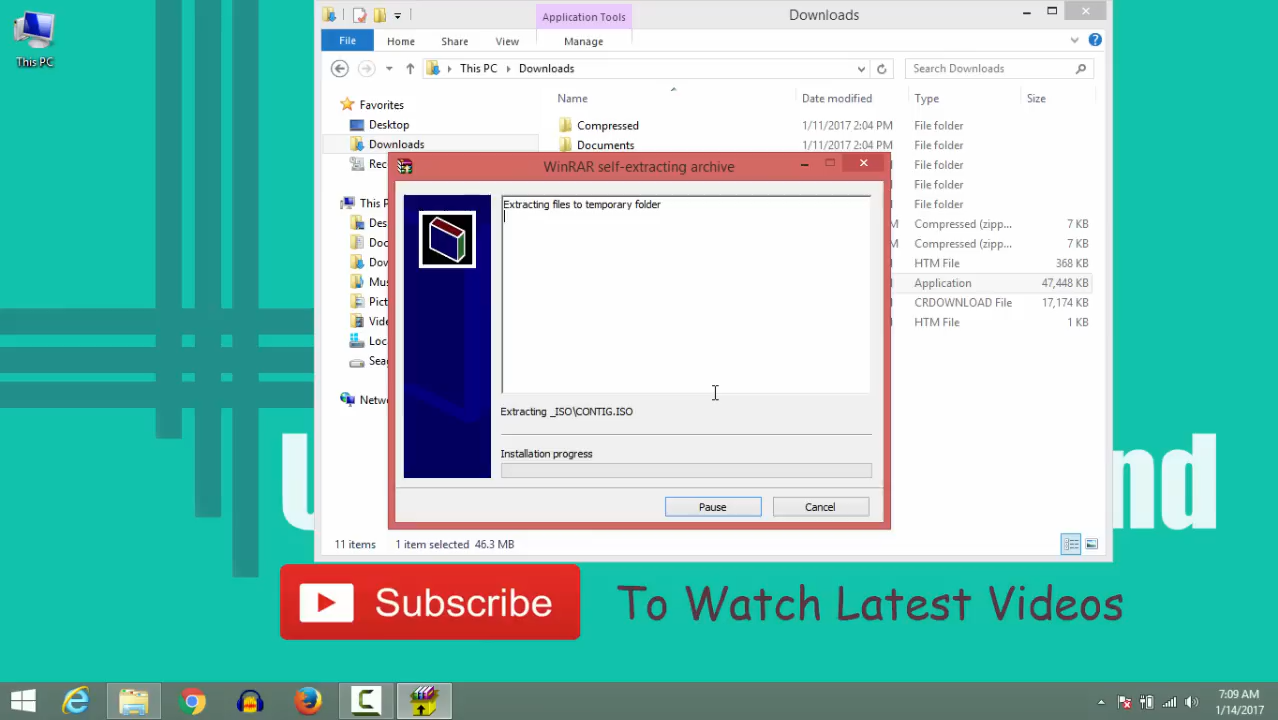 This PC
Application Tools
Downloads
File Home Share View Manage
This PC Downloads
Search Downloads
Name Date modified Type Size
Favorites
Desktop
Downloads
Rec
This P
Des
Doc
Dov
Mus
Pict
Vide
Loc
Seag
Netw
Compressed 1/11/2017 2:04 PM File folder
Documents 1/11/2017 2:04 PM File folder
File folder
File folder
File folder
M Compressed (zipp... 7 KB
M Compressed (zipp... 7 KB
HTM File 368 KB
Application 47,448 KB
CRDOWNLOAD File 17,174 KB
HTM File 1 KB
WinRAR self-extracting archive
Extracting files to temporary folder
Extracting _ISO\CONTIG.ISO
Installation progress
Pause Cancel
11 items 1 item selected 46.3 MB
U nd
Subscribe To Watch Latest Videos
7:09 AM
1/14/2017